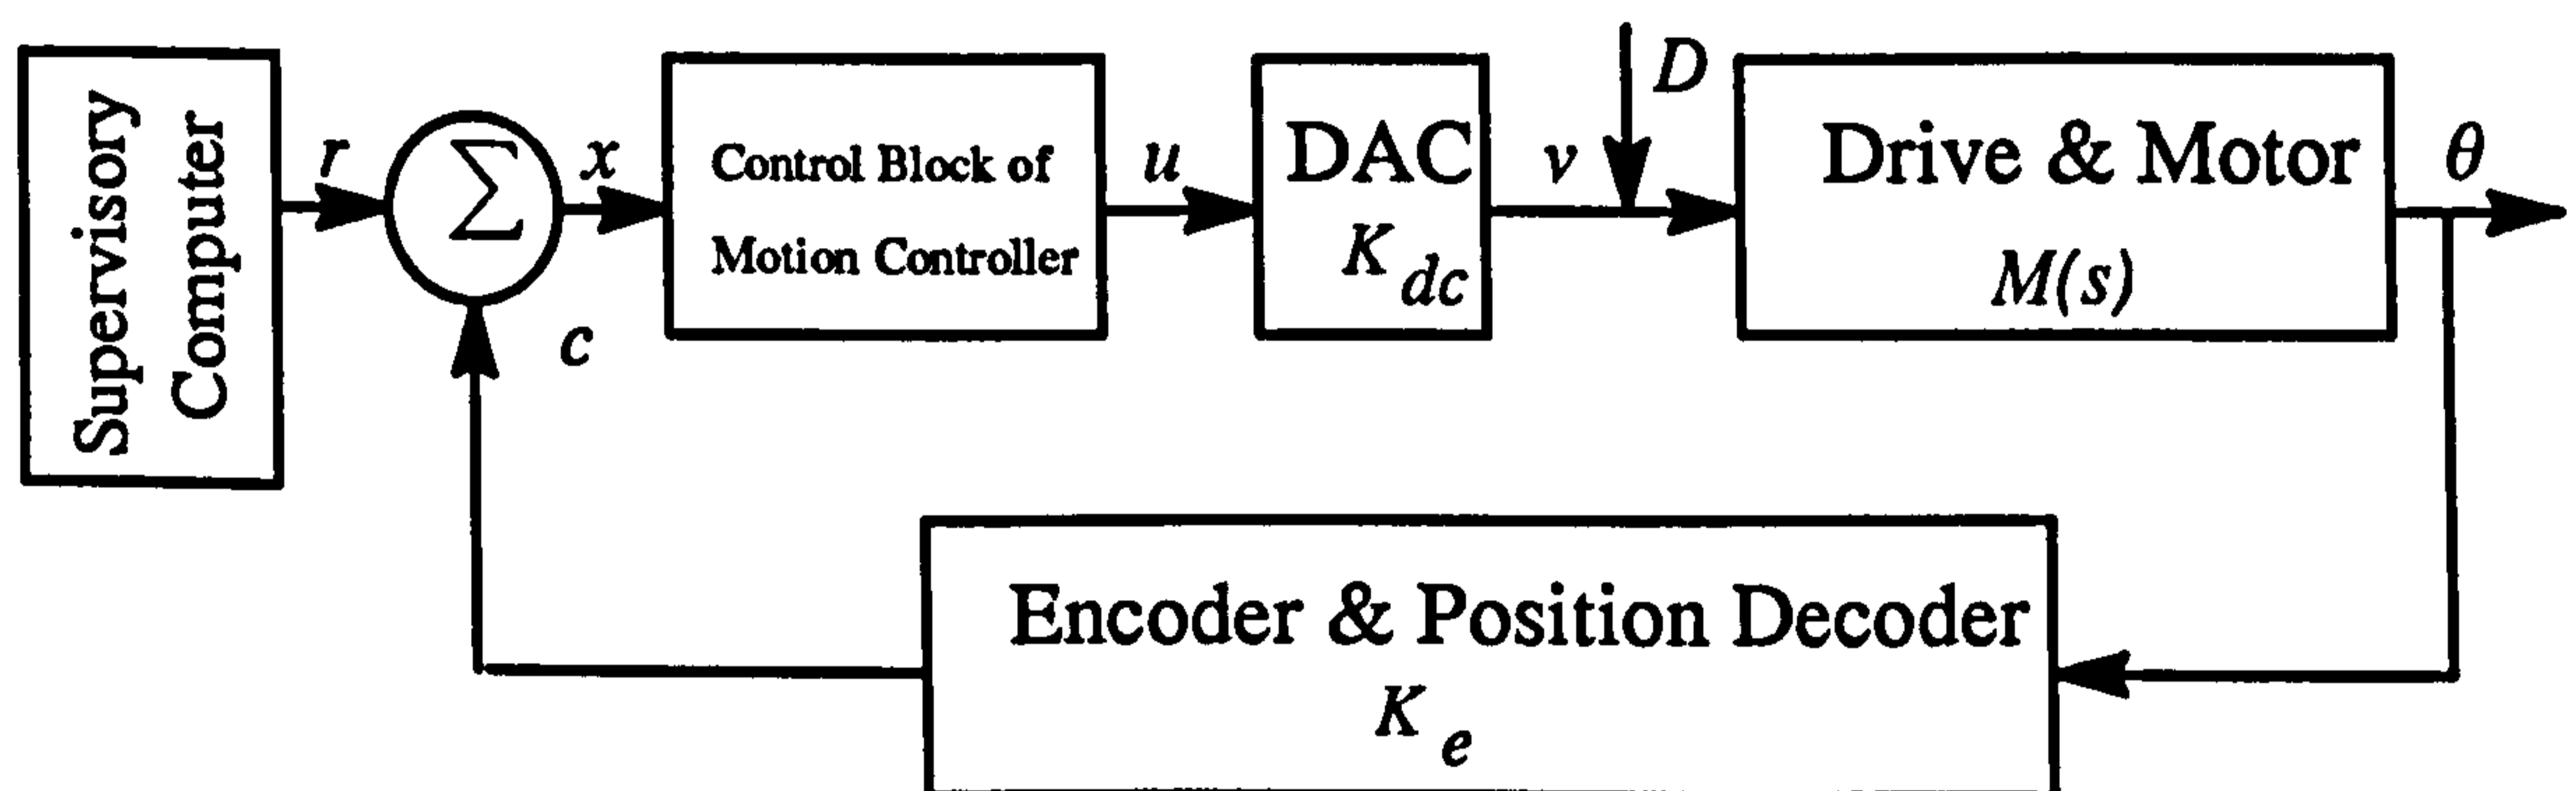 Supervisory
Computer
r
Σ
x
c
Control Block of
Motion Controller
u
DAC
K dc
v
D
Drive & Motor
M(s)
θ
Encoder & Position Decoder
K e